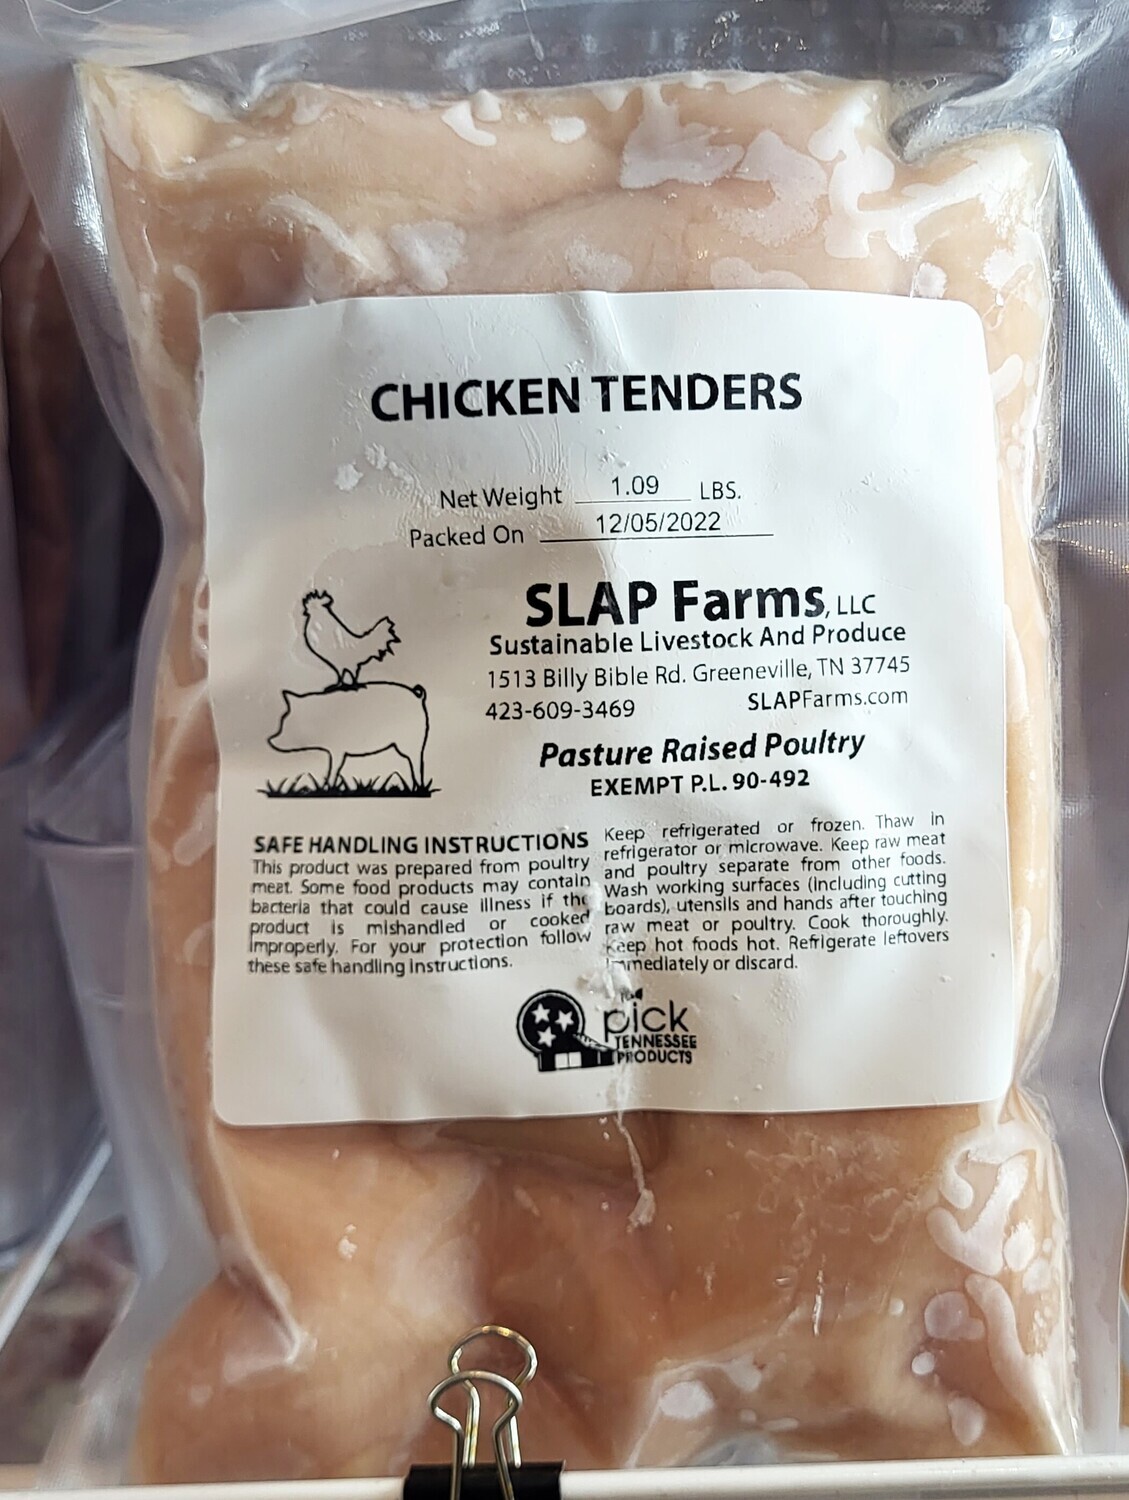 CHICKEN TENDERS
Net Weight 1.09 LBS.
Packed On 12/05/2022
SLAP Farms, LLC
Sustainable Livestock And Produce
1513 Billy Bible Rd. Greeneville, TN 37745
423-609-3469 SLAPFarms.com
Pasture Raised Poultry
EXEMPT P.L. 90-492
SAFE HANDLING INSTRUCTIONS
This product was prepared from poultry
meat. Some food products may contain
bacteria that could cause illness if the
product is mishandled or cooked
improperly. For your protection follow
these safe handling instructions.
Keep refrigerated or frozen. Thaw in
refrigerator or microwave. Keep raw meat
and poultry separate from other foods.
Wash working surfaces (including cutting
boards), utensils and hands after touching
raw meat or poultry. Cook thoroughly.
Keep hot foods hot. Refrigerate leftovers
immediately or discard.
pick
TENNESSEE
PRODUCTS